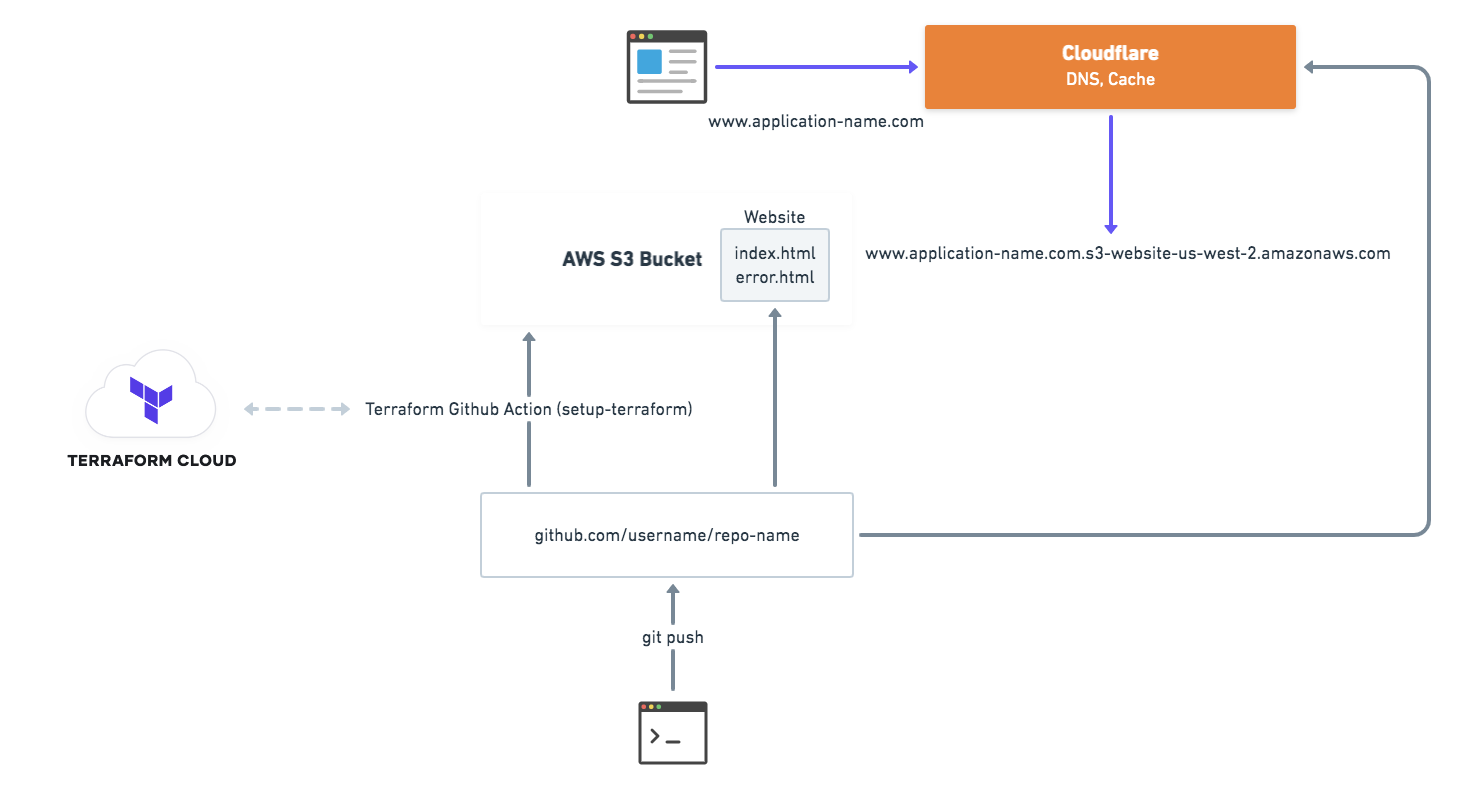 Cloudflare
DNS, Cache
www.application-name.com
Website
AWS S3 Bucket
index.html
error.html
www.application-name.com.s3-website-us-west-2.amazonaws.com
Terraform Github Action (setup-terraform)
TERRAFORM CLOUD
github.com/username/repo-name
git push